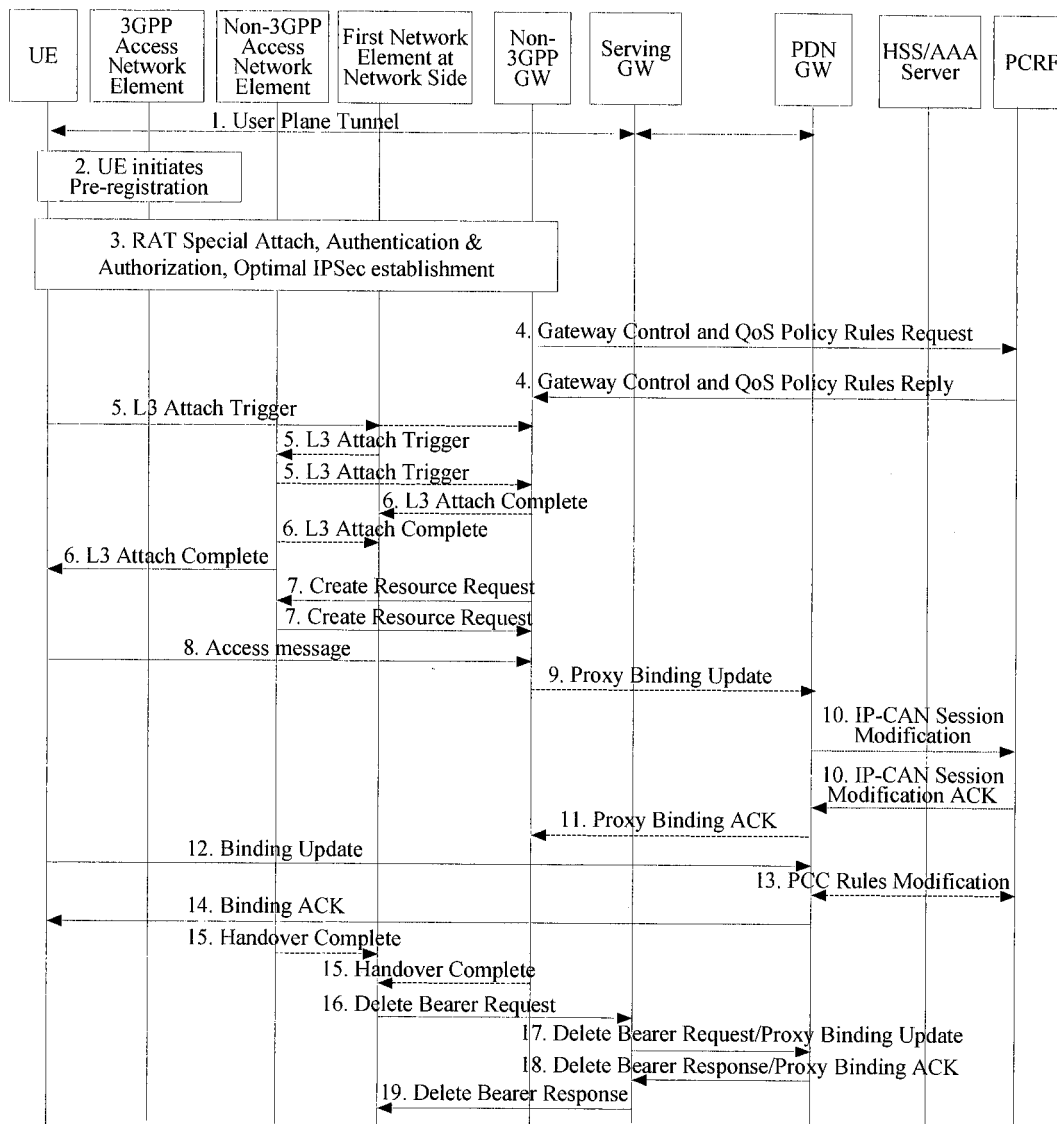 UE
3GPP
Access
Network
Element
Non-3GPP
Access
Network
Element
First Network
Element at
Network Side
Non-
3GPP
GW
Serving
GW
PDN
GW
HSS/AAA
Server
PCRF
1. User Plane Tunnel
2. UE initiates
Pre-registration
3. RAT Special Attach, Authentication &
Authorization, Optimal IPSec establishment
4. Gateway Control and QoS Policy Rules Request
4. Gateway Control and QoS Policy Rules Reply
5. L3 Attach Trigger
5. L3 Attach Trigger
5. L3 Attach Trigger
6. L3 Attach Complete
6. L3 Attach Complete
6. L3 Attach Complete
7. Create Resource Request
7. Create Resource Request
8. Access message
9. Proxy Binding Update
10. IP-CAN Session
Modification
10. IP-CAN Session
Modification ACK
11. Proxy Binding ACK
12. Binding Update
13. PCC Rules Modification
14. Binding ACK
15. Handover Complete
15. Handover Complete
16. Delete Bearer Request
17. Delete Bearer Request/Proxy Binding Update
18. Delete Bearer Response/Proxy Binding ACK
19. Delete Bearer Response